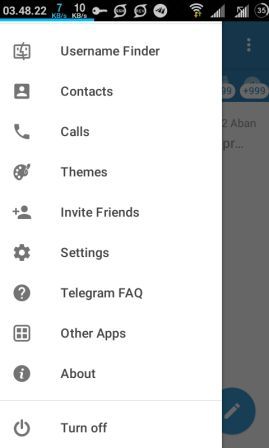 03.48.22 7 KB/s 10 KB/s 35
Username Finder
Contacts
99 +999
Calls
2 Aban
pr...
Themes
Invite Friends
Settings
Telegram FAQ
Other Apps
About
Turn off